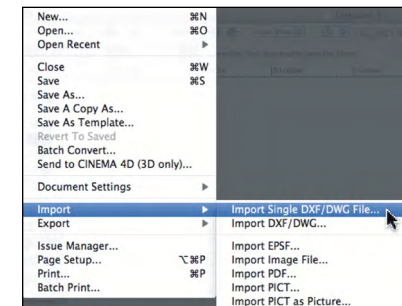 New... ⌘N
Open... ⌘O
Open Recent ▶
Close ⌘W
Save ⌘S
Save As...
Save A Copy As...
Save As Template...
Revert To Saved
Batch Convert...
Send to CINEMA 4D (3D only)...
Document Settings ▶
Import ▶
Export ▶
Issue Manager...
Page Setup... ⌥⌘P
Print... ⌘P
Batch Print...
Import Single DXF/DWG File...
Import DXF/DWG...
Import EPSF...
Import Image File...
Import PDF...
Import PICT...
Import PICT as Picture...